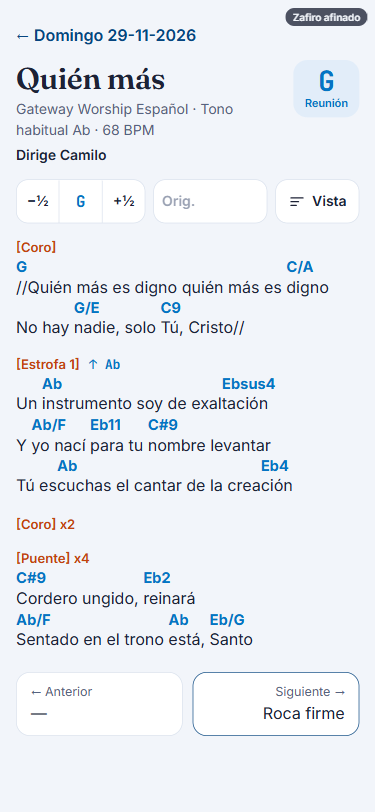 Zafiro afinado
← Domingo 29-11-2026
Quién más
G
Reunión
Gateway Worship Español · Tono
habitual Ab · 68 BPM
Dirige Camilo
−½ G +½ Orig. Vista
[Coro]
G C/A
//Quién más es digno quién más es digno
G/E C9
No hay nadie, solo Tú, Cristo//
[Estrofa 1] ↑ Ab
Ab Ebsus4
Un instrumento soy de exaltación
Ab/F Eb11 C#9
Y yo nací para tu nombre levantar
Ab Eb4
Tú escuchas el cantar de la creación
[Coro] x2
[Puente] x4
C#9 Eb2
Cordero ungido, reinará
Ab/F Ab Eb/G
Sentado en el trono está, Santo
← Anterior
—
Siguiente →
Roca firme